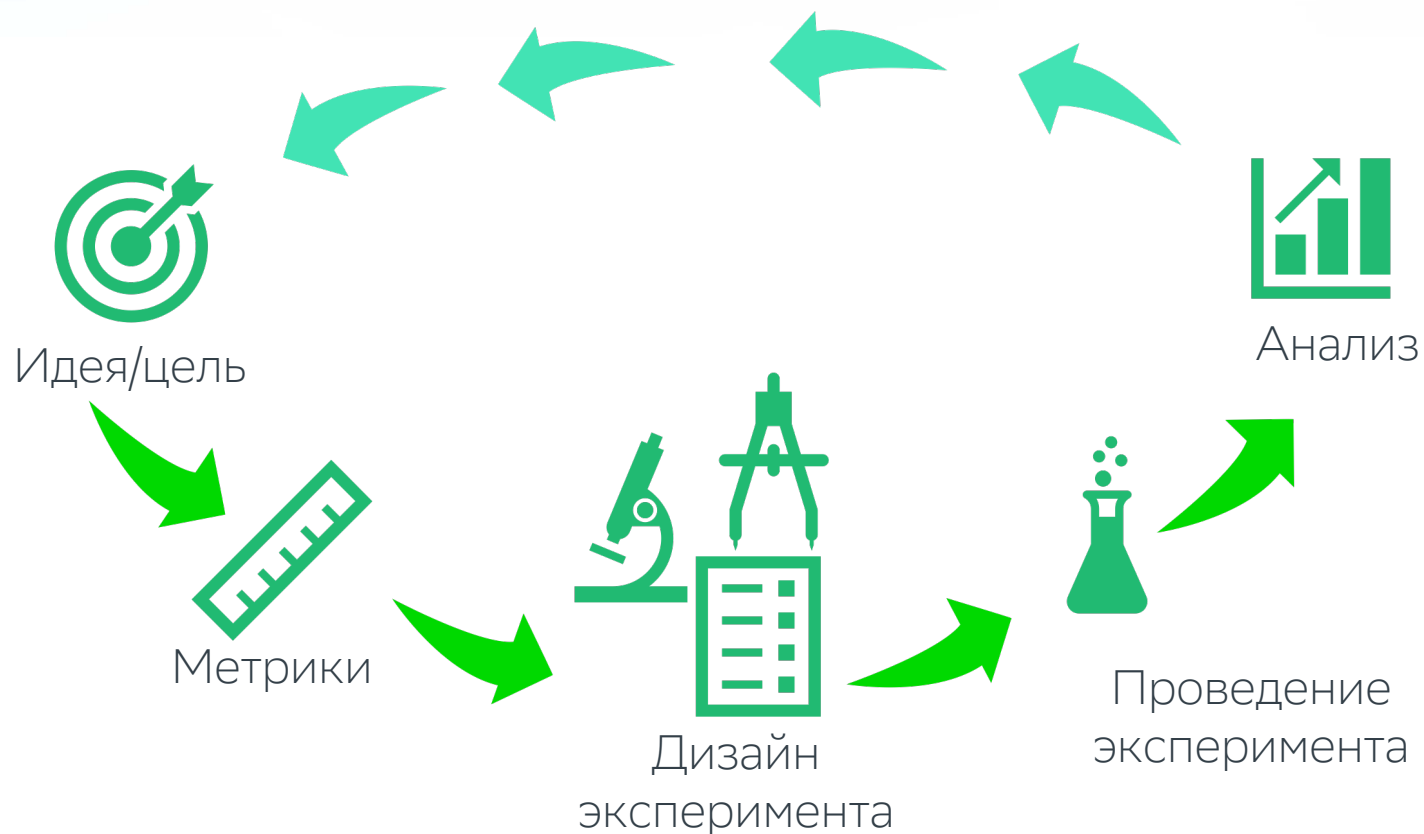 Идея/цель
Метрики
Дизайн
эксперимента
Проведение
эксперимента
Анализ